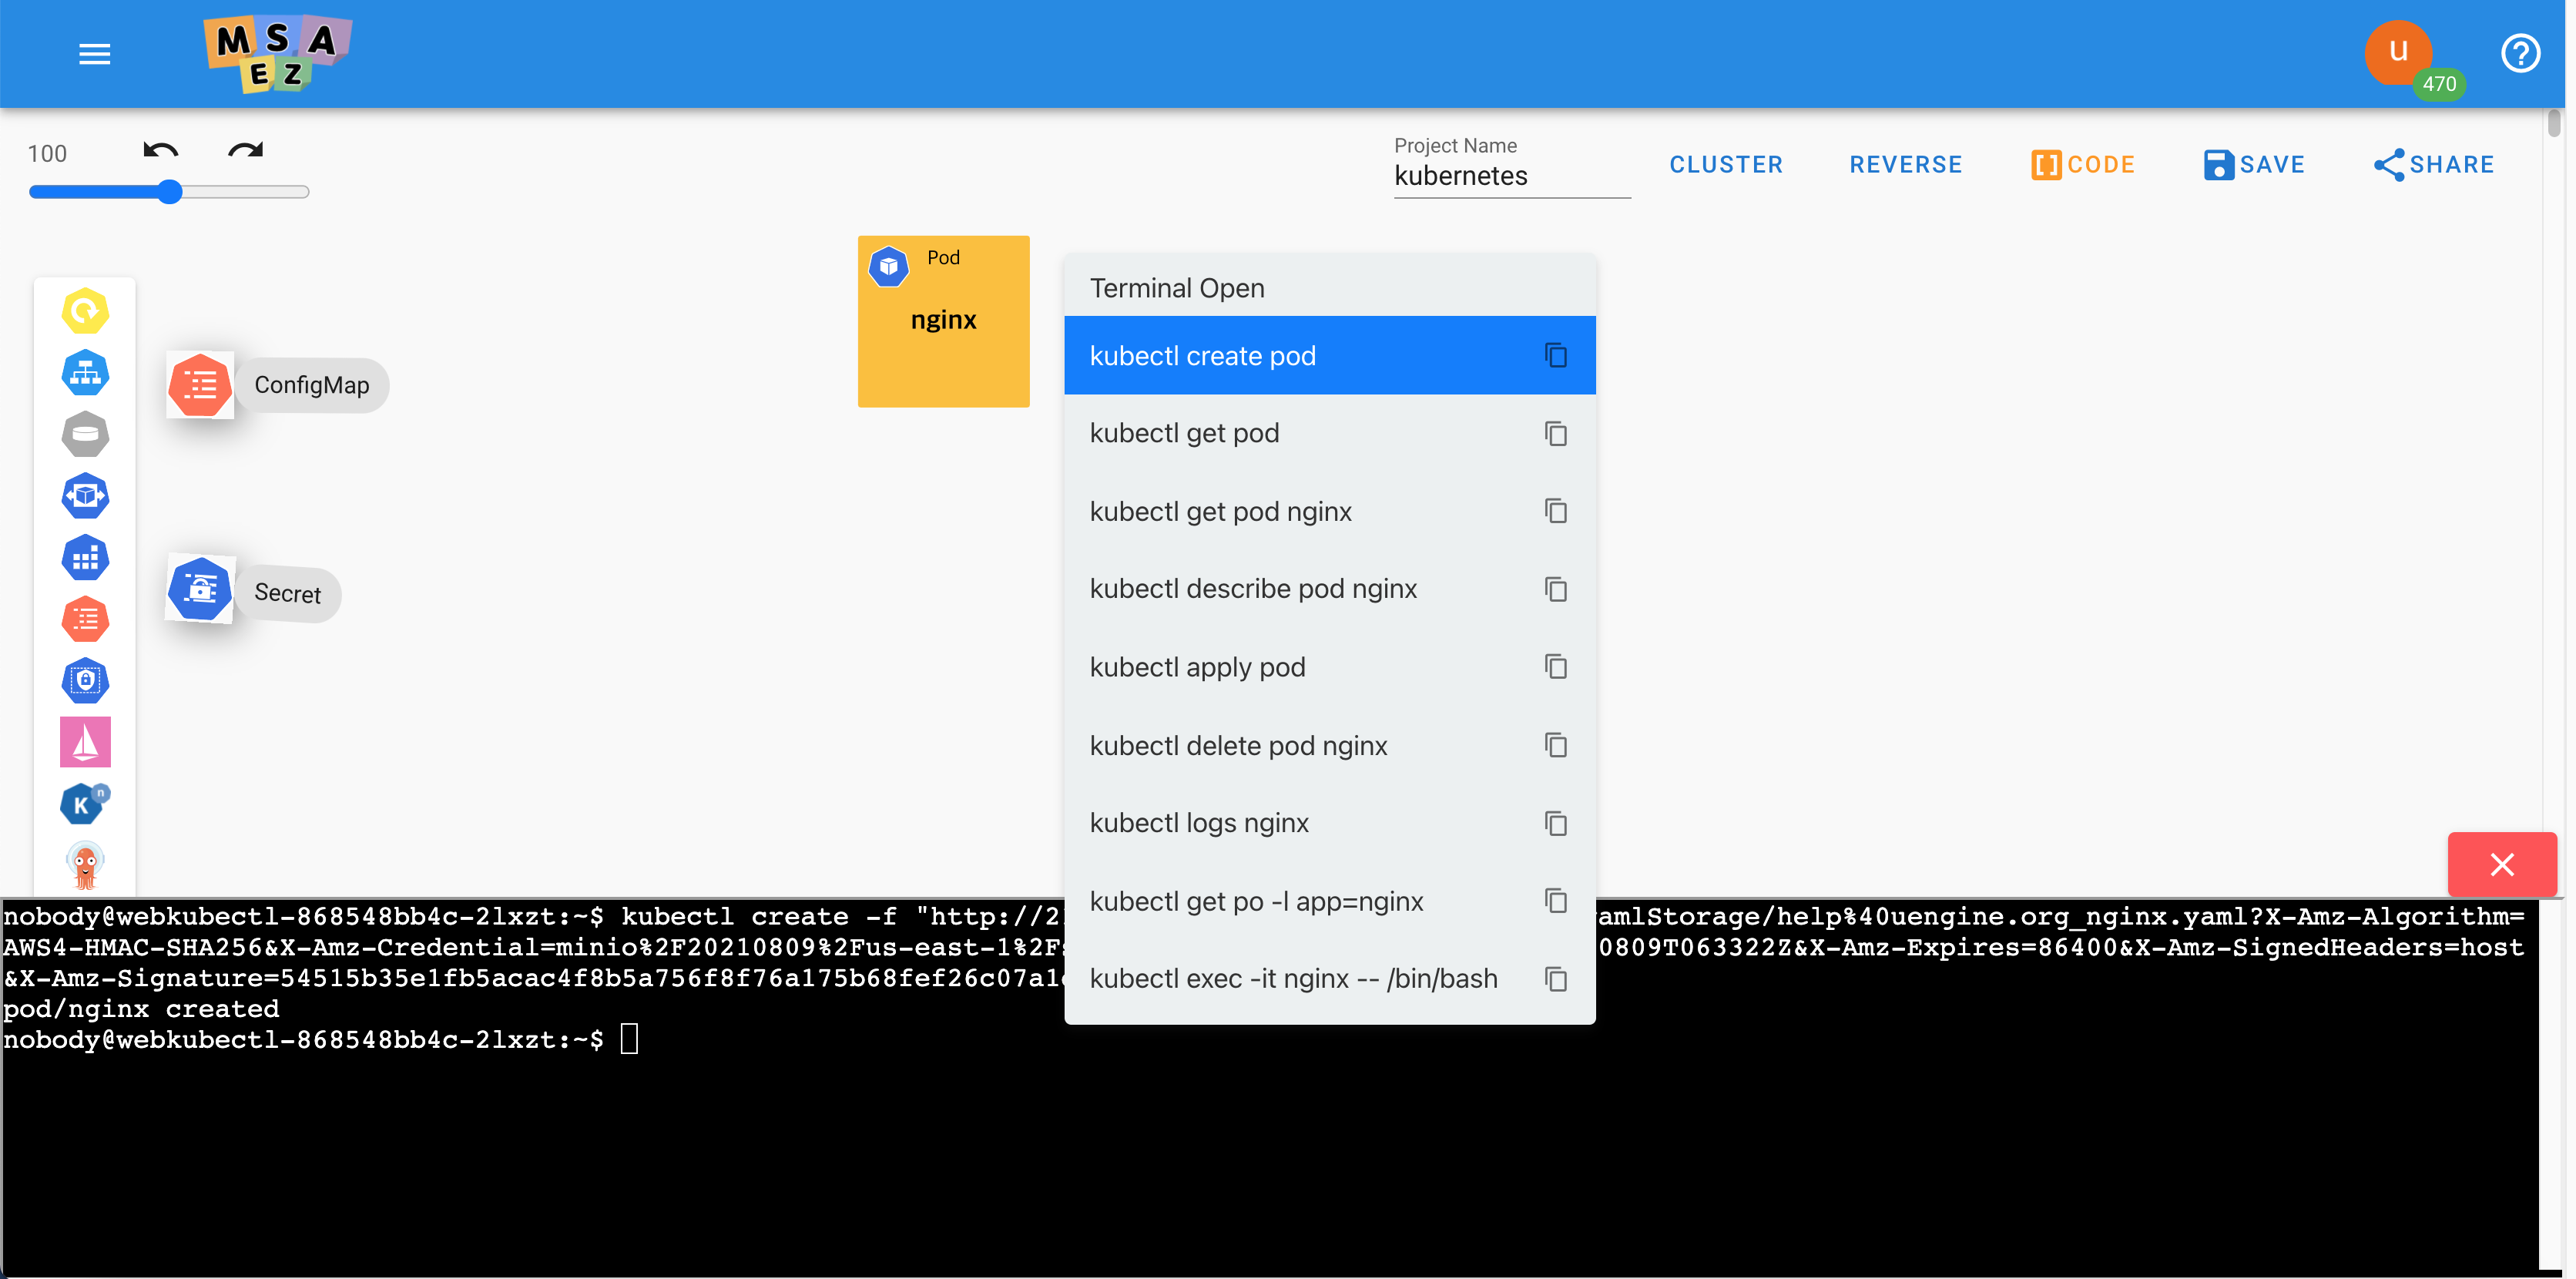 MSA
EZ
u
470
100
Project Name
kubernetes
CLUSTER
REVERSE
CODE
SAVE
SHARE
Pod
nginx
ConfigMap
Secret
K
n
Terminal Open
kubectl create pod
kubectl get pod
kubectl get pod nginx
kubectl describe pod nginx
kubectl apply pod
kubectl delete pod nginx
kubectl logs nginx
kubectl get po -l app=nginx
kubectl exec -it nginx -- /bin/bash
nobody@webkubectl-868548bb4c-2lxzt:~$ kubectl create -f "http://2 amlStorage/help%40uengine.org_nginx.yaml?X-Amz-Algorithm=
AWS4-HMAC-SHA256&X-Amz-Credential=minio%2F20210809%2Fus-east-1%2F 0809T063322Z&X-Amz-Expires=86400&X-Amz-SignedHeaders=host
&X-Amz-Signature=54515b35e1fb5acac4f8b5a756f8f76a175b68fef26c07a1
pod/nginx created
nobody@webkubectl-868548bb4c-2lxzt:~$